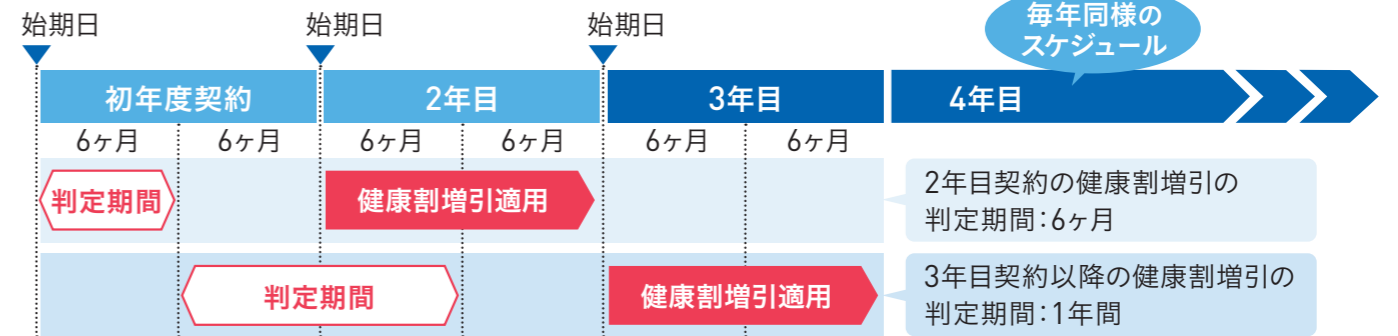 始期日
始期日
始期日
毎年同様の
スケジュール
初年度契約
2年目
3年目
4年目
6ヶ月
6ヶ月
6ヶ月
6ヶ月
6ヶ月
6ヶ月
判定期間
健康割増引適用
2年目契約の健康割増引の
判定期間：6ヶ月
判定期間
健康割増引適用
3年目契約以降の健康割増引の
判定期間：1年間